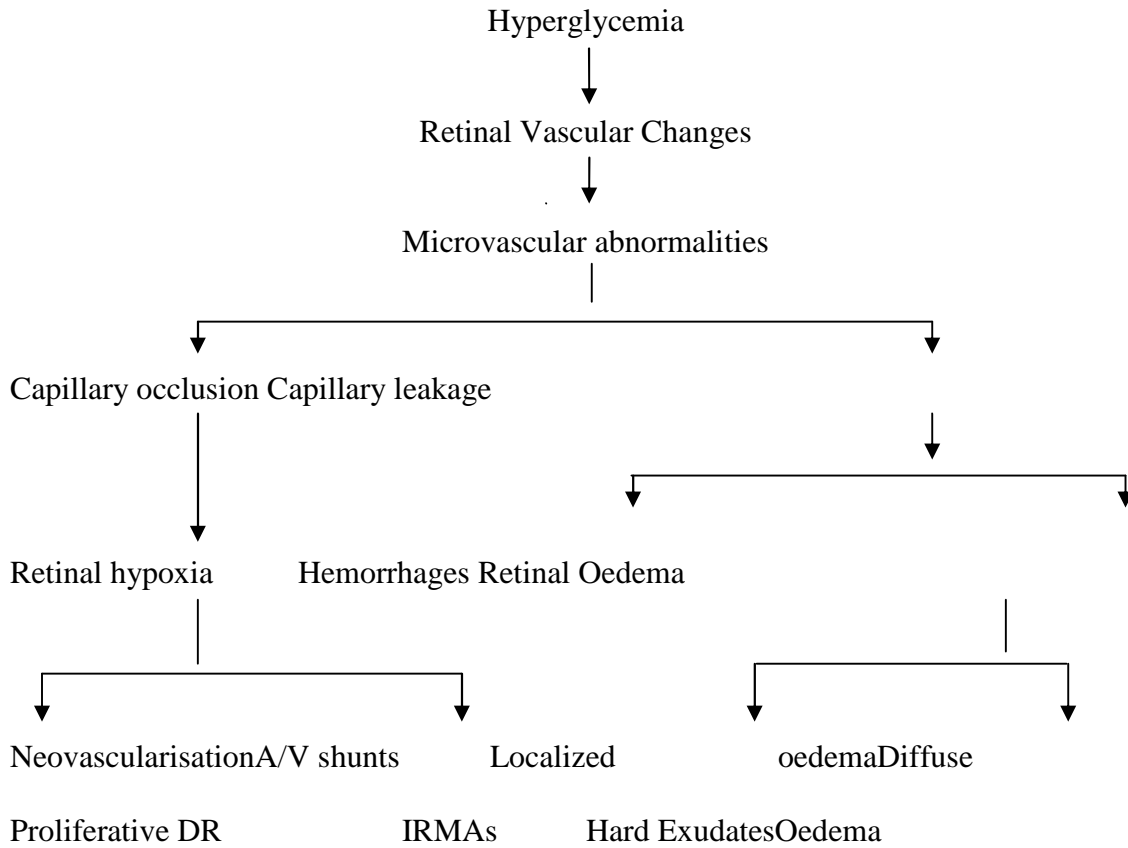 Hyperglycemia
Retinal Vascular Changes
Microvascular abnormalities
Capillary occlusion Capillary leakage
Retinal hypoxia Hemorrhages Retinal Oedema
NeovascularisationA/V shunts Localized oedemaDiffuse
Proliferative DR IRMAs Hard ExudatesOedema